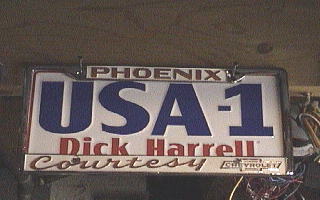 PHOENIX
USA-1
Dick Harrell
Courtesy CHEVROLET